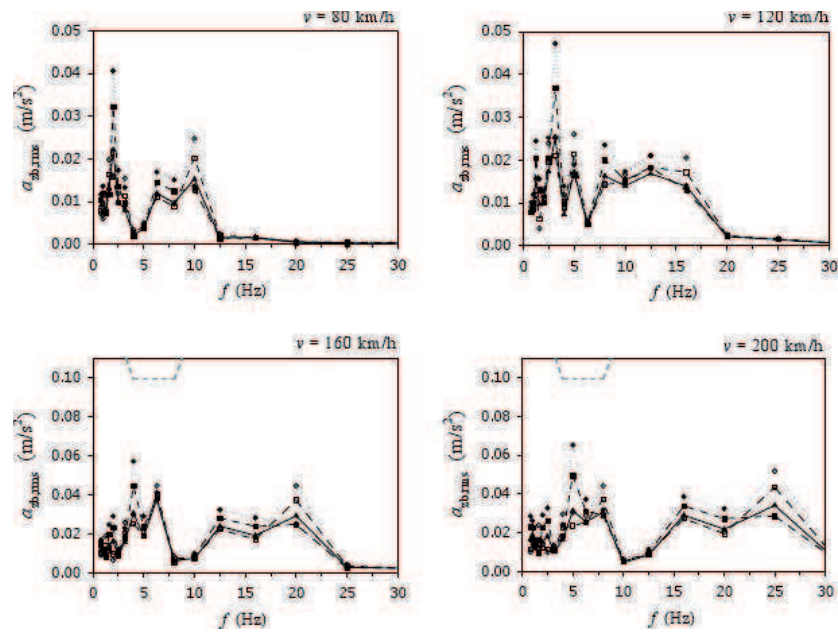 v = 80 km/h
v = 120 km/h
a_zb,rms (m/s²)
0.05
0.04
0.03
0.02
0.01
0.00
0 5 10 15 20 25 30
f (Hz)
a_zb,rms (m/s²)
0.05
0.04
0.03
0.02
0.01
0.00
0 5 10 15 20 25 30
f (Hz)
v = 160 km/h
v = 200 km/h
a_zb,rms (m/s²)
0.10
0.08
0.06
0.04
0.02
0.00
0 5 10 15 20 25 30
f (Hz)
a_zb,rms (m/s²)
0.10
0.08
0.06
0.04
0.02
0.00
0 5 10 15 20 25 30
f (Hz)